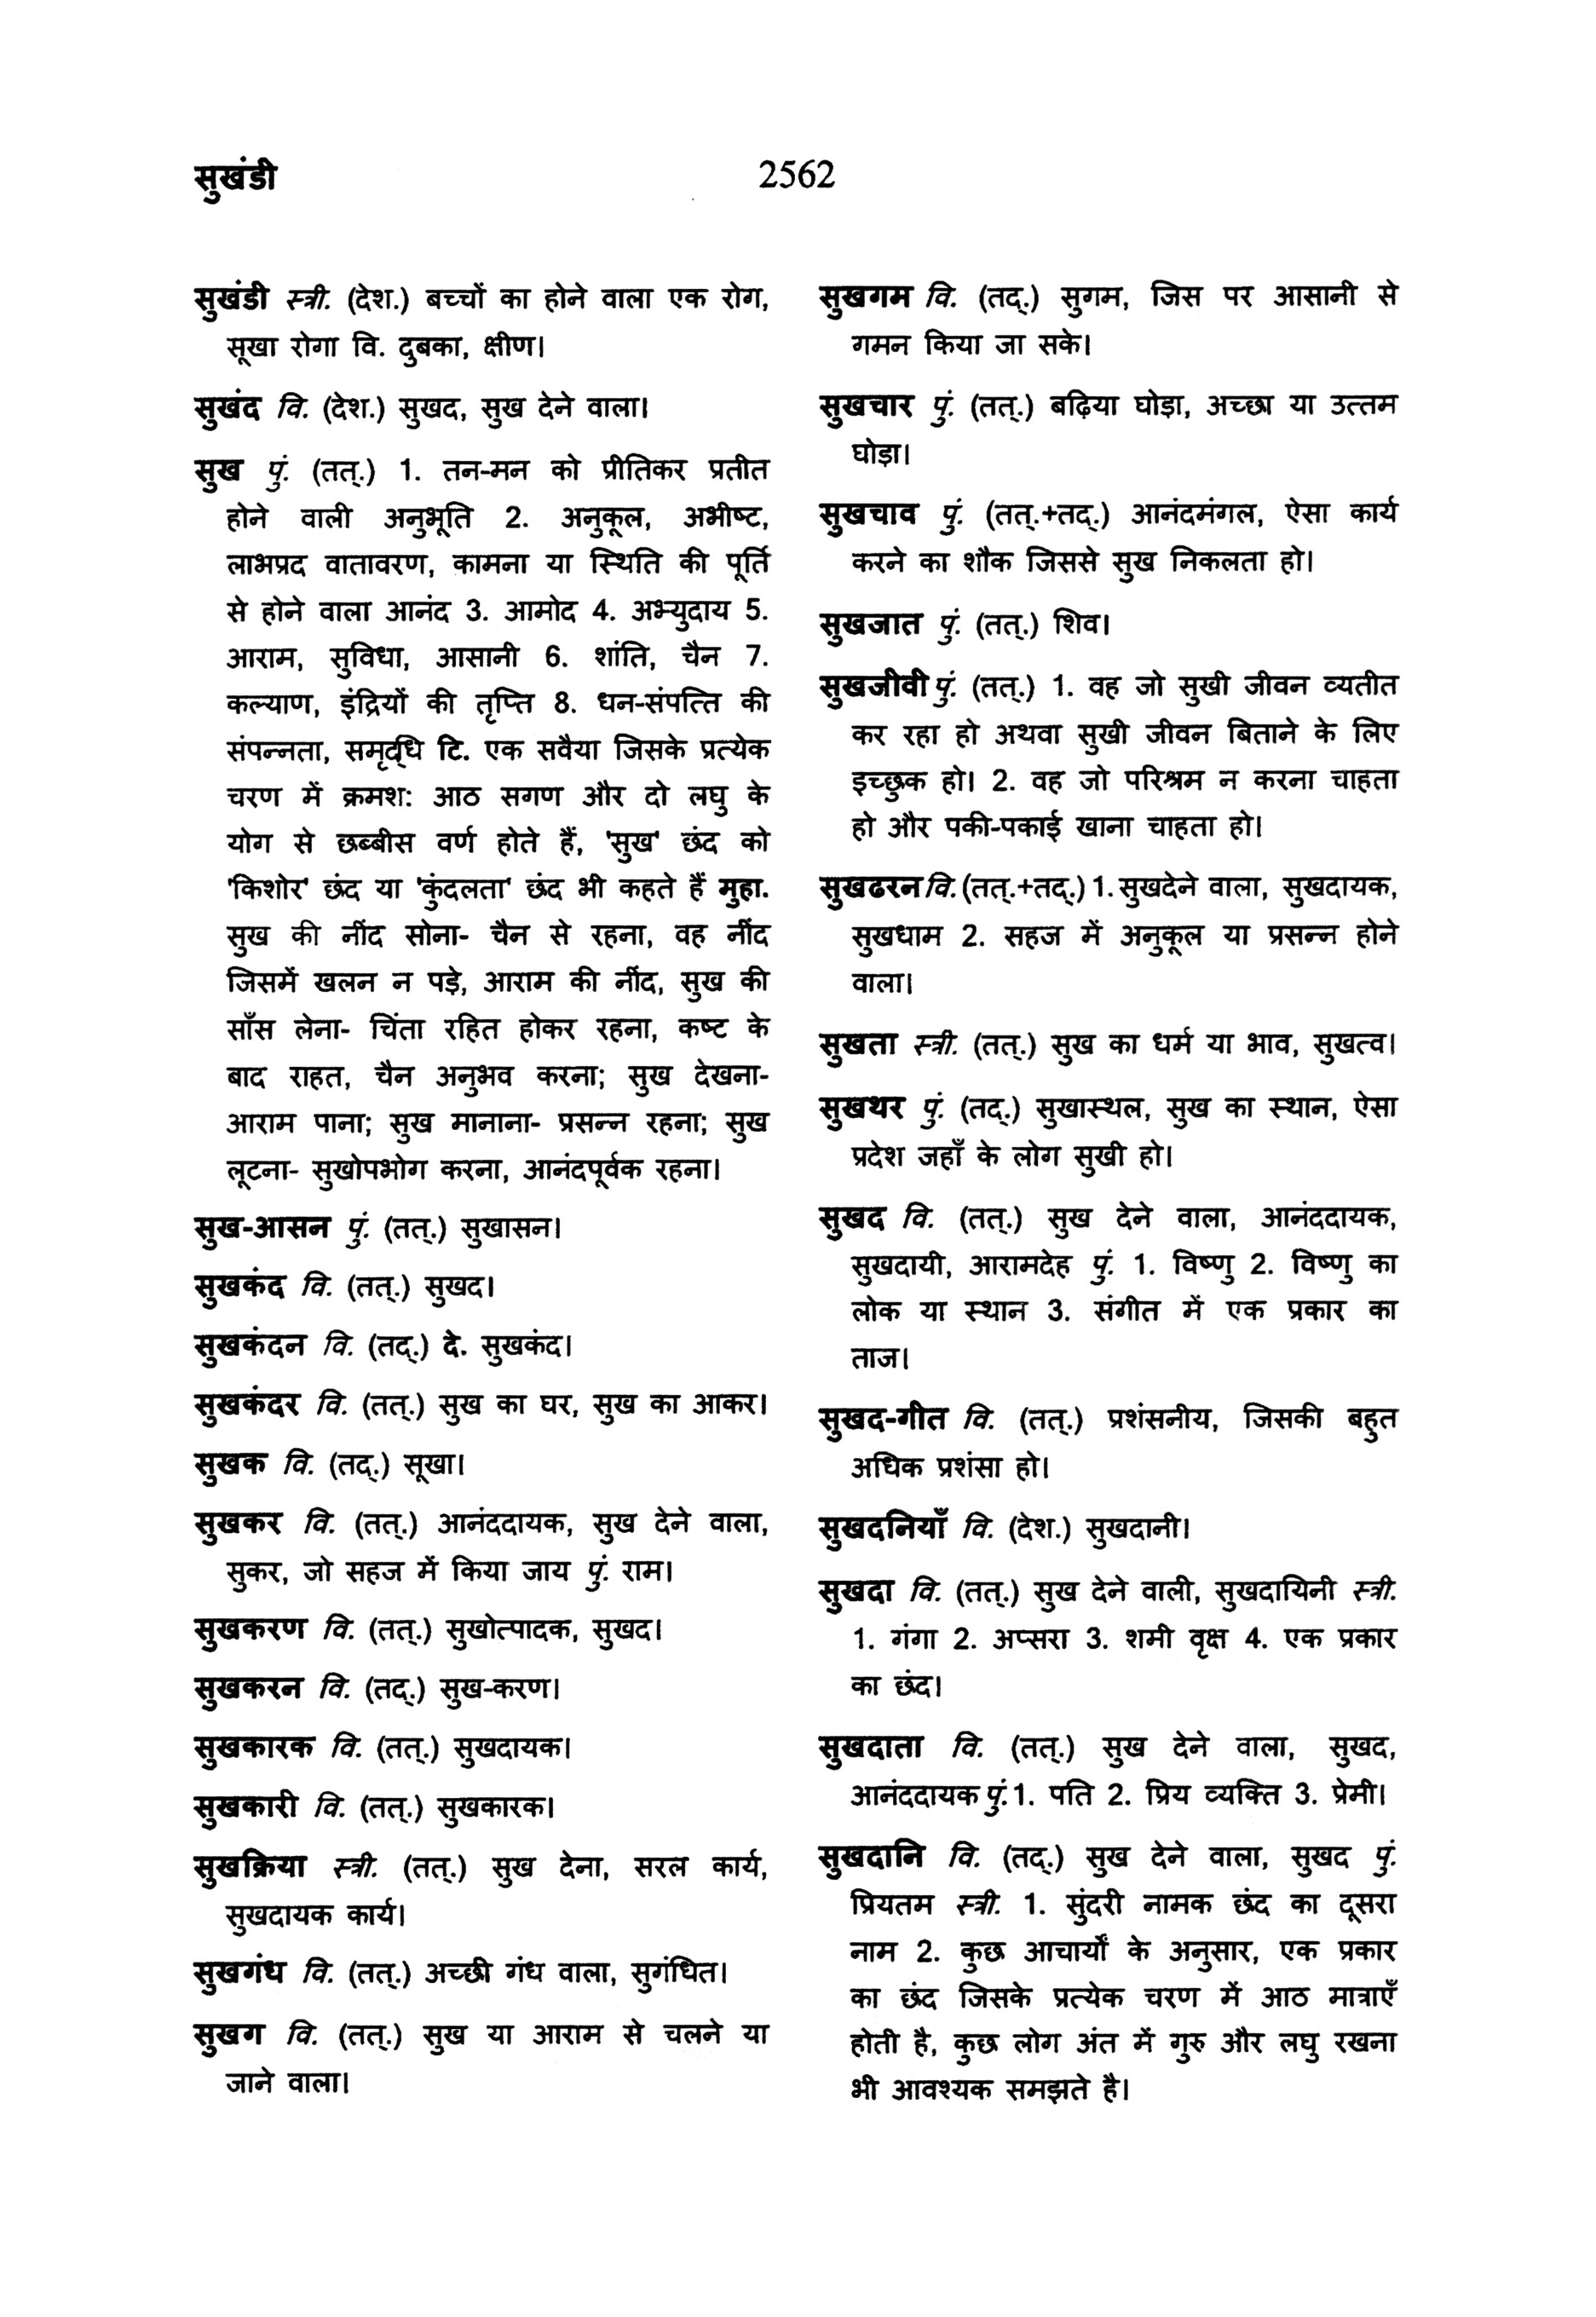 सुखंडी
2562
सुखंडी स्त्री. (देश.) बच्चों का होने वाला एक रोग,
सूखा रोगा वि. दुबका, क्षीण।
सुखंद वि. (देश.) सुखद, सुख देने वाला।
सुख पुं. (तत्.) 1. तन-मन को प्रीतिकर प्रतीत
होने वाली अनुभूति 2. अनुकूल, अभीष्ट,
लाभप्रद वातावरण, कामना या स्थिति की पूर्ति
से होने वाला आनंद 3. आमोद 4. अभ्युदाय 5.
आराम, सुविधा, आसानी 6. शांति, चैन 7.
कल्याण, इंद्रियों की तृप्ति 8. धन-संपत्ति की
संपन्नता, समृद्धि टि. एक सवैया जिसके प्रत्येक
चरण में क्रमश: आठ सगण और दो लघु के
योग से छब्बीस वर्ण होते हैं, 'सुख' छंद को
'किशोर' छंद या 'कुंदलता' छंद भी कहते हैं मुहा.
सुख की नींद सोना- चैन से रहना, वह नींद
जिसमें खलन न पड़े, आराम की नींद, सुख की
साँस लेना- चिंता रहित होकर रहना, कष्ट के
बाद राहत, चैन अनुभव करना; सुख देखना-
आराम पाना; सुख मानाना- प्रसन्न रहना; सुख
लूटना- सुखोपभोग करना, आनंदपूर्वक रहना।
सुख-आसन पुं. (तत्.) सुखासन।
सुखकंद वि. (तत्.) सुखद।
सुखकंदन वि. (तद्.) दे. सुखकंद।
सुखकंदर वि. (तत्.) सुख का घर, सुख का आकर।
सुखक वि. (तद्.) सूखा।
सुखकर वि. (तत्.) आनंददायक, सुख देने वाला,
सुकर, जो सहज में किया जाय पुं. राम।
सुखकरण वि. (तत्.) सुखोत्पादक, सुखद।
सुखकरन वि. (तद्.) सुख-करण।
सुखकारक वि. (तत्.) सुखदायक।
सुखकारी वि. (तत्.) सुखकारक।
सुखक्रिया स्त्री. (तत्.) सुख देना, सरल कार्य,
सुखदायक कार्य।
सुखगंध वि. (तत्.) अच्छी गंध वाला, सुगंधित।
सुखग वि. (तत्.) सुख या आराम से चलने या
जाने वाला।
सुखगम वि. (तद्.) सुगम, जिस पर आसानी से
गमन किया जा सके।
सुखचार पुं. (तत्.) बढ़िया घोड़ा, अच्छा या उत्तम
घोड़ा।
सुखचाव पुं. (तत्.+तद्.) आनंदमंगल, ऐसा कार्य
करने का शौक जिससे सुख निकलता हो।
सुखजात पुं. (तत्.) शिव।
सुखजीवी पुं. (तत्.) 1. वह जो सुखी जीवन व्यतीत
कर रहा हो अथवा सुखी जीवन बिताने के लिए
इच्छुक हो। 2. वह जो परिश्रम न करना चाहता
हो और पकी-पकाई खाना चाहता हो।
सुखढरन वि. (तत्.+तद्.) 1. सुखदेने वाला, सुखदायक,
सुखधाम 2. सहज में अनुकूल या प्रसन्न होने
वाला।
सुखता स्त्री. (तत्.) सुख का धर्म या भाव, सुखत्व।
सुखथर पुं. (तद्.) सुखास्थल, सुख का स्थान, ऐसा
प्रदेश जहाँ के लोग सुखी हो।
सुखद वि. (तत्.) सुख देने वाला, आनंददायक,
सुखदायी, आरामदेह पुं. 1. विष्णु 2. विष्णु का
लोक या स्थान 3. संगीत में एक प्रकार का
ताज।
सुखद-गीत वि. (तत्.) प्रशंसनीय, जिसकी बहुत
अधिक प्रशंसा हो।
सुखदनियाँ वि. (देश.) सुखदानी।
सुखदा वि. (तत्.) सुख देने वाली, सुखदायिनी स्त्री.
1. गंगा 2. अप्सरा 3. शमी वृक्ष 4. एक प्रकार
का छंद।
सुखदाता वि. (तत्.) सुख देने वाला, सुखद,
आनंददायक पुं. 1. पति 2. प्रिय व्यक्ति 3. प्रेमी।
सुखदानि वि. (तद्.) सुख देने वाला, सुखद पुं.
प्रियतम स्त्री. 1. सुंदरी नामक छंद का दूसरा
नाम 2. कुछ आचार्यों के अनुसार, एक प्रकार
का छंद जिसके प्रत्येक चरण में आठ मात्राएँ
होती है, कुछ लोग अंत में गुरु और लघु रखना
भी आवश्यक समझते है।